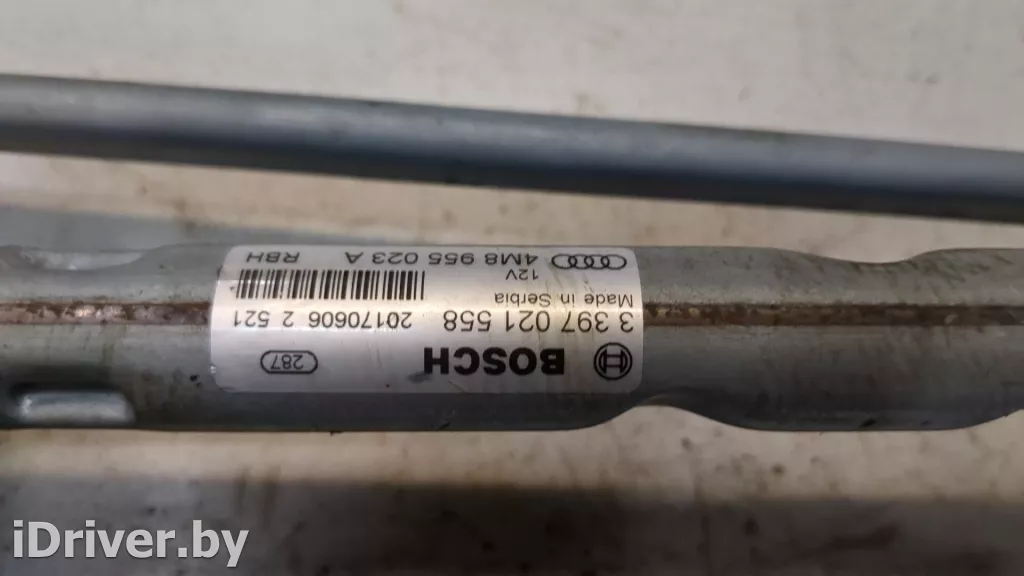 BOSCH
287
3 397 021 558
20170606 2 521
Made in Serbia
12V
4M8 955 023 A RBH
iDriver.by